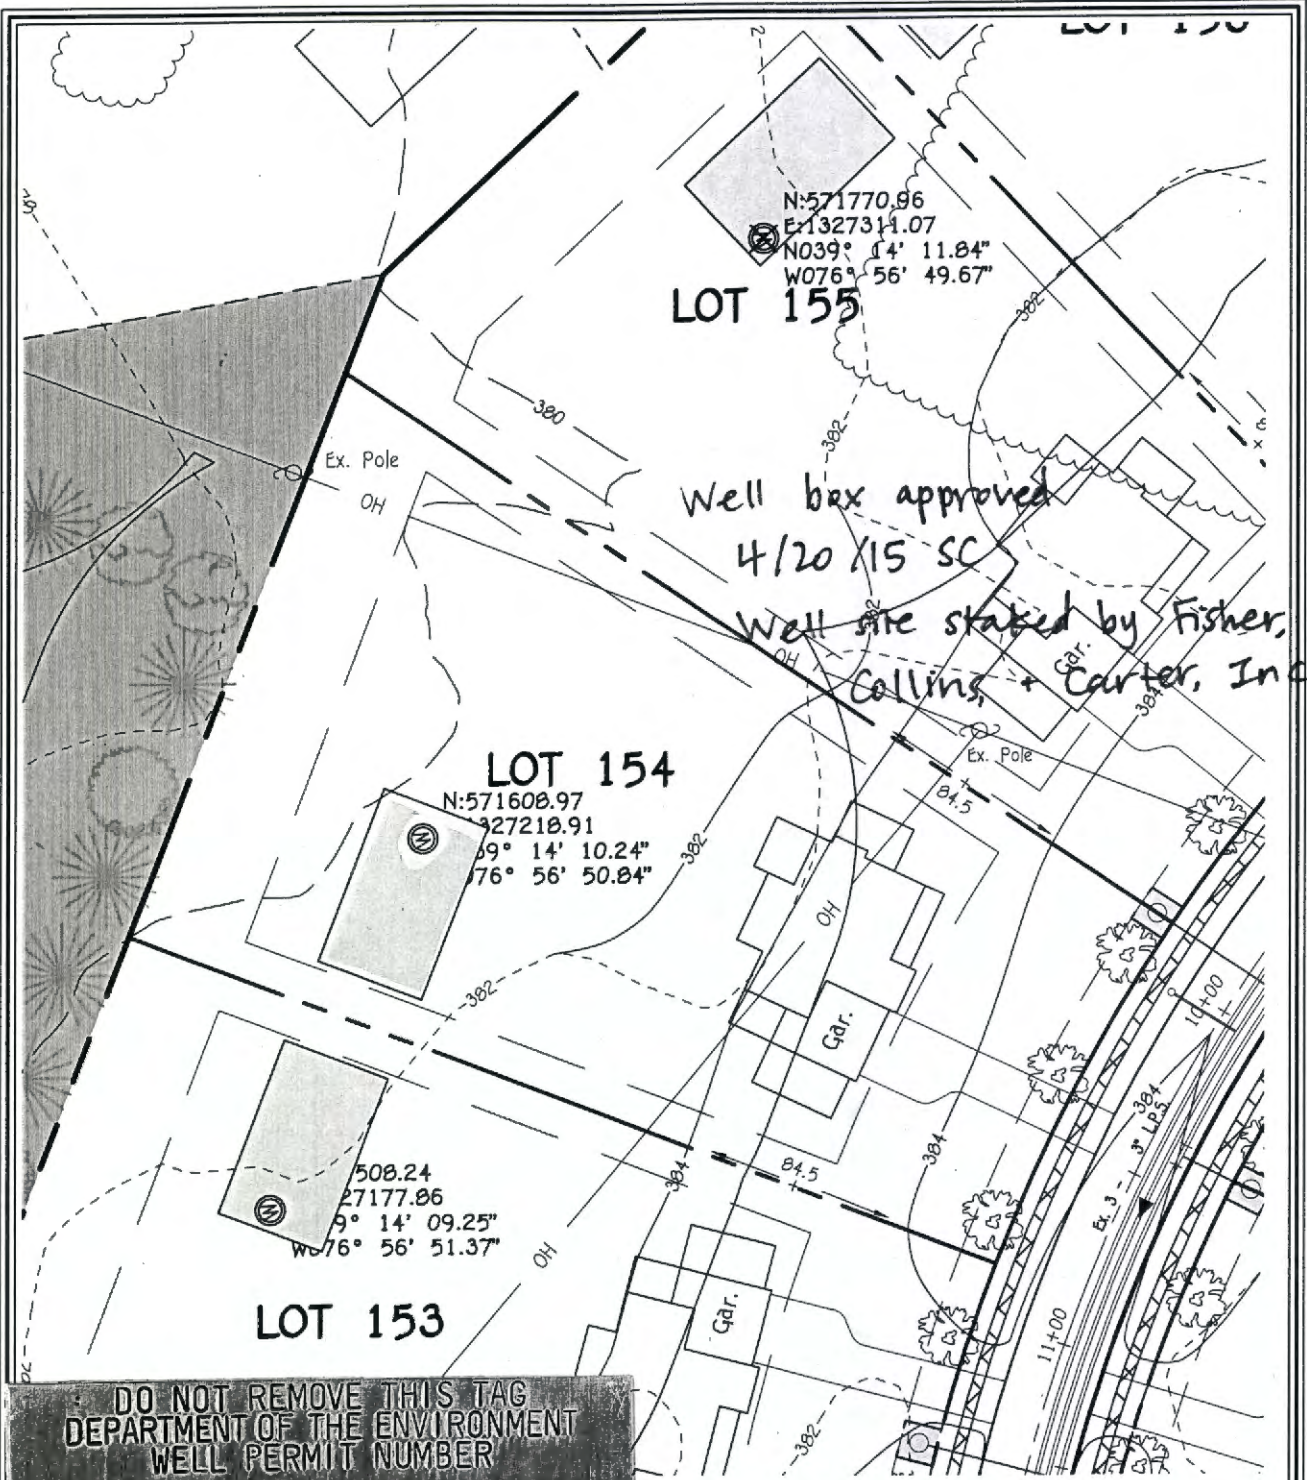 N:571770.86
E:1327311.07
N039° 14' 11.84"
W076° 56' 49.67"
LOT 155
382
380
382
Ex. Pole
OH
Well box approved
4/20/15 SC
382
Well site staked by Fisher,
Collins, + Carter, Inc
OH
Gar.
384
Ex. Pole
84.5
LOT 154
N:571608.97
327218.91
39° 14' 10.24"
076° 56' 50.84"
382
OH
382
Gar.
10+00
384
Ex. 3 - 3" L.P.S.
384
84.5
384
508.24
27177.86
9° 14' 09.25"
W076° 56' 51.37"
OH
LOT 153
Gar.
11+00
382
DO NOT REMOVE THIS TAG
DEPARTMENT OF THE ENVIRONMENT
WELL PERMIT NUMBER